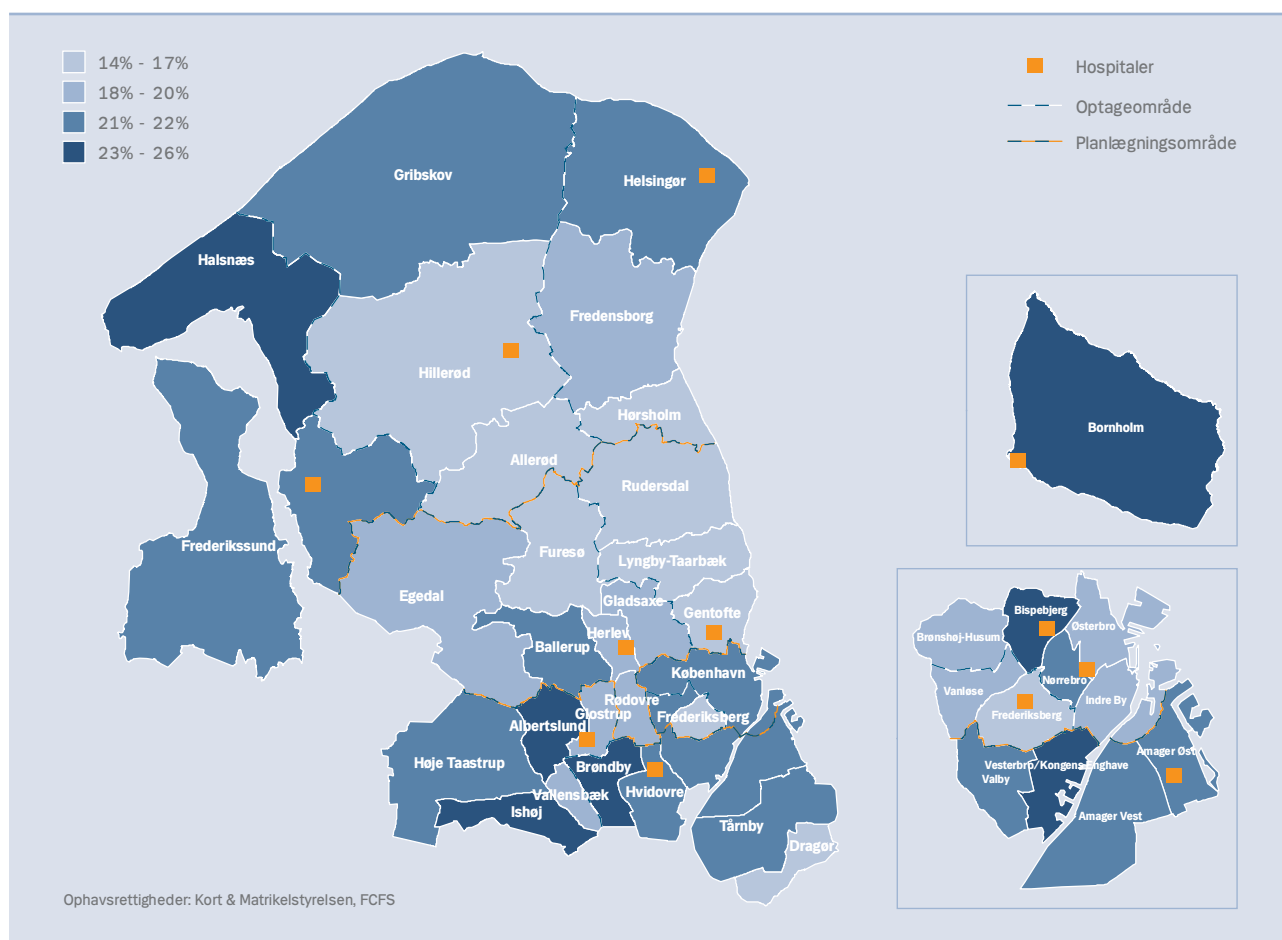 14% - 17%
18% - 20%
21% - 22%
23% - 26%
Hospitaler
Optageområde
Planlægningsområde
Gribskov
Helsingør
Halsnæs
Fredensborg
Hillerød
Hørsholm
Allerød
Rudersdal
Frederikssund
Furesø
Lyngby-Taarbæk
Egedal
Gladsaxe
Gentofte
Herlev
Ballerup
København
Rødovre
Glostrup
Frederiksberg
Albertslund
Høje Taastrup
Brøndby
Vallensbæk
Hvidovre
Ishøj
Tårnby
Dragør
Bornholm
Bispebjerg
Østerbro
Brønshøj-Husum
Nørrebro
Vanløse
Indre By
Frederiksberg
Amager Øst
Vesterbro/Kongens Enghave
Valby
Amager Vest
Ophavsrettigheder: Kort & Matrikelstyrelsen, FCFS